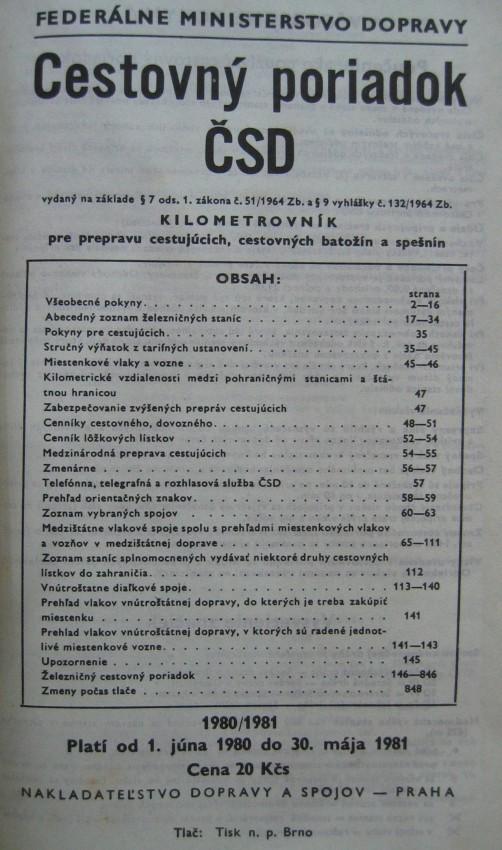 FEDERÁLNE MINISTERSTVO DOPRAVY
Cestovný poriadok
ČSD
vydaný na základe § 7 ods. 1. zákona č. 51/1964 Zb. a § 9 vyhlášky č. 132/1964 Zb.
KILOMETROVNÍK
pre prepravu cestujúcich, cestovných batožín a spešnín
OBSAH:
strana
Všeobecné pokyny. . . . 2—16
Abecedný zoznam železničných staníc . . . . 17—34
Pokyny pre cestujúcich. . . . 35
Stručný výňatok z tarifných ustanovení. . . . 35—45
Miestenkové vlaky a vozne . . . . 45—46
Kilometrické vzdialenosti medzi pohraničnými stanicami a štát-
nou hranicou 47
Zabezpečovanie zvýšených prepráv cestujúcich 47
Cenníky cestovného, dovozného. . . . 48—51
Cenník lôžkových lístkov . . . . 52—54
Medzinárodná preprava cestujúcich . . . . 54—55
Zmenárne . . . . 56—57
Telefónna, telegrafná a rozhlasová služba ČSD . . . . 57
Prehľad orientačných znakov. . . . 58—59
Zoznam vybraných spojov . . . . 60—63
Medzištátne vlakové spoje spolu s prehľadmi miestenkových vlakov
a vozňov v medzištátnej doprave. . . . 65—111
Zoznam staníc splnomocnených vydávať niektoré druhy cestovných
lístkov do zahraničia. . . . 112
Vnútroštatne diaľkové spoje. . . . 113—140
Prehľad vlakov vnútroštátnej dopravy, do ktorých je treba zakúpiť
miestenku . . . . 141
Prehlad vlakov vnútroštátnej dopravy, v ktorých sú radené jednot-
livé miestenkové vozne. . . . 141—143
Upozornenie . . . . 145
Železničný cestovný poriadok . . . . 146—846
Zmeny počas tlače . . . . 848
1980/1981
Platí od 1. júna 1980 do 30. mája 1981
Cena 20 Kčs
NAKLADATEĽSTVO DOPRAVY A SPOJOV — PRAHA
Tlač: Tisk n. p. Brno